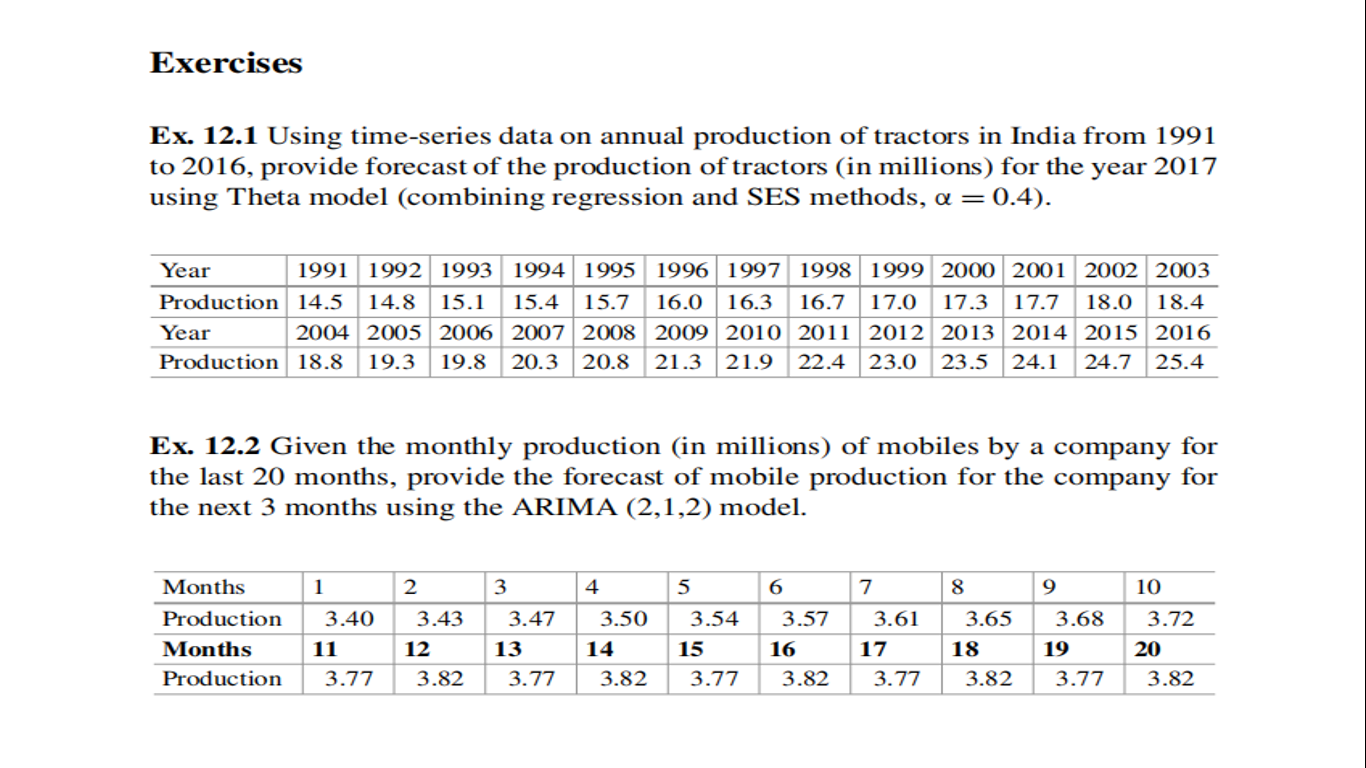 Exercises
Ex. 12.1 Using time-series data on annual production of tractors in India from 1991
to 2016, provide forecast of the production of tractors (in millions) for the year 2017
using Theta model (combining regression and SES methods, α = 0.4).
Year 1991 1992 1993 1994 1995 1996 1997 1998 1999 2000 2001 2002 2003
Production 14.5 14.8 15.1 15.4 15.7 16.0 16.3 16.7 17.0 17.3 17.7 18.0 18.4
Year 2004 2005 2006 2007 2008 2009 2010 2011 2012 2013 2014 2015 2016
Production 18.8 19.3 19.8 20.3 20.8 21.3 21.9 22.4 23.0 23.5 24.1 24.7 25.4
Ex. 12.2 Given the monthly production (in millions) of mobiles by a company for
the last 20 months, provide the forecast of mobile production for the company for
the next 3 months using the ARIMA (2,1,2) model.
Months 1 2 3 4 5 6 7 8 9 10
Production 3.40 3.43 3.47 3.50 3.54 3.57 3.61 3.65 3.68 3.72
Months 11 12 13 14 15 16 17 18 19 20
Production 3.77 3.82 3.77 3.82 3.77 3.82 3.77 3.82 3.77 3.82